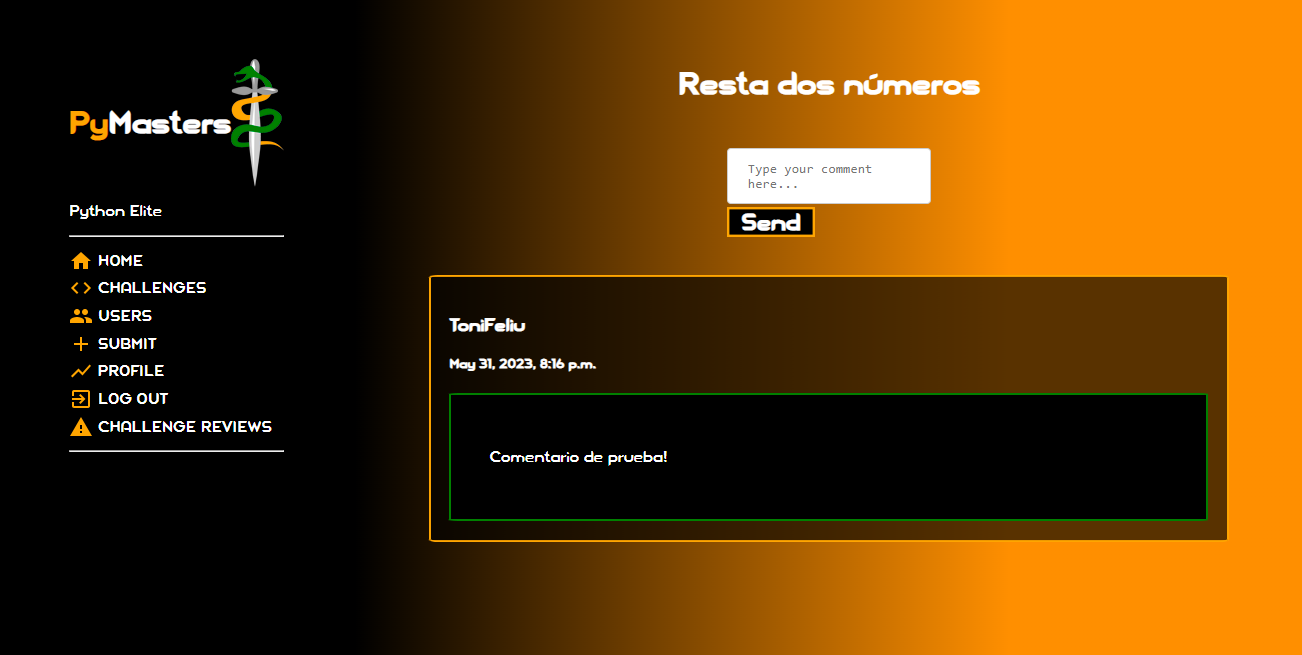 PyMasters
Python Elite
HOME
CHALLENGES
USERS
SUBMIT
PROFILE
LOG OUT
CHALLENGE REVIEWS
Resta dos números
Type your comment
here...
Send
ToniFeliu
May 31, 2023, 8:16 p.m.
Comentario de prueba!